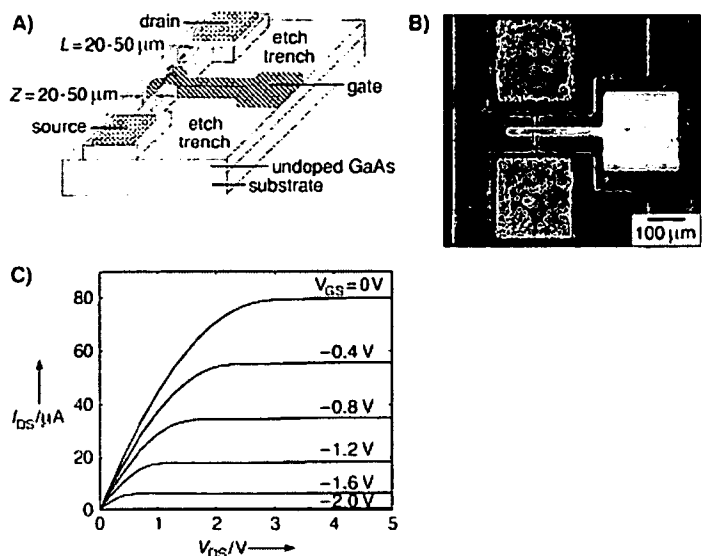 A)
drain
L = 20-50 µm
etch
trench
Z = 20-50 µm
gate
source
etch
trench
undoped GaAs
substrate
B)
100 µm
C)
80
60
40
20
0
I_DS/µA
V_GS=0V
−0.4 V
−0.8 V
−1.2 V
−1.6 V
−2.0 V
0 1 2 3 4 5
V_DS/V